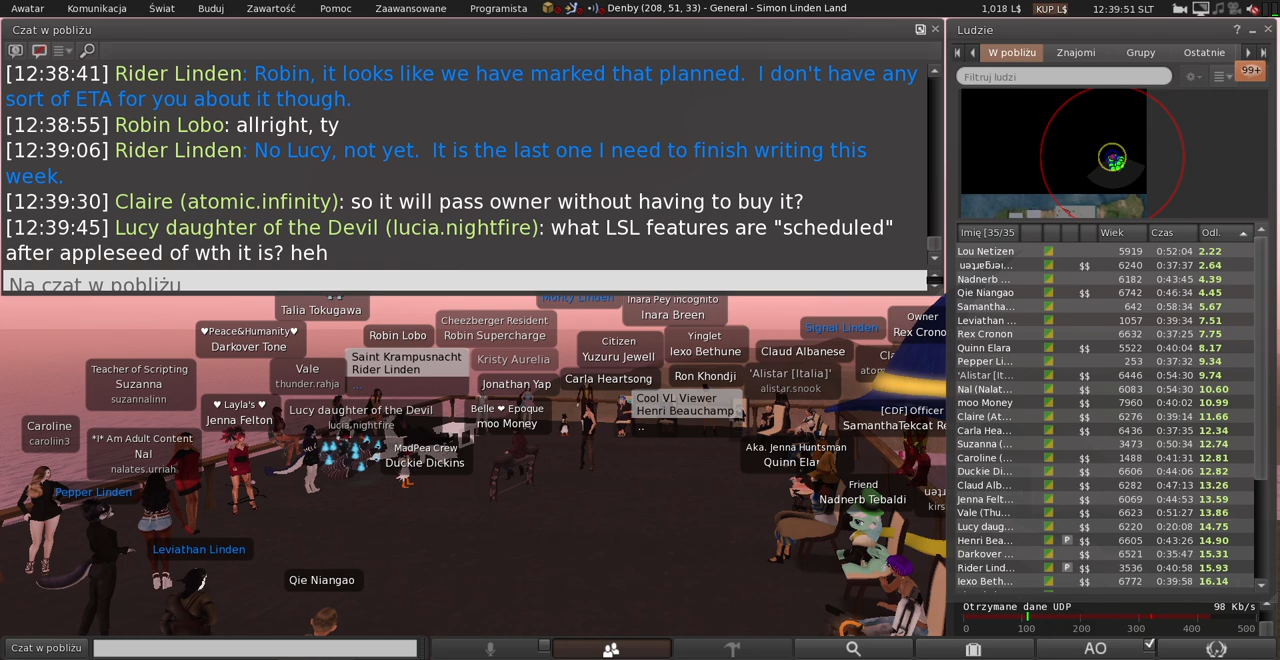 Awatar Komunikacja Świat Buduj Zawartość Pomoc Zaawansowane Programista Denby (208, 51, 33) - General - Simon Linden Land 1,018 L$ KUP L$ 12:39:51 SLT
Czat w pobliżu
[12:38:41] Rider Linden: Robin, it looks like we have marked that planned. I don't have any
sort of ETA for you about it though.
[12:38:55] Robin Lobo: allright, ty
[12:39:06] Rider Linden: No Lucy, not yet. It is the last one I need to finish writing this
week.
[12:39:30] Claire (atomic.infinity): so it will pass owner without having to buy it?
[12:39:45] Lucy daughter of the Devil (lucia.nightfire): what LSL features are "scheduled"
after appleseed of wth it is? heh
Na czat w pobliżu
Talia Tokugawa
Monty Linden
Inara Pey incognito
Inara Breen
♥Peace&Humanity♥
Darkover Tone
Robin Lobo
Cheezberger Resident
Robin Supercharge
Citizen
Yuzuru Jewell
Yinglet
Iexo Bethune
Signal Linden
Owner
Rex Crono
Claud Albanese
Teacher of Scripting
Suzanna
suzannalinn
Vale
thunder.rahja
Saint Krampusnacht
Rider Linden
...
Kristy Aurelia
Jonathan Yap
Carla Heartsong
Ron Khondji
'Alistar [Italia]'
alistar.snook
Cla
atom
♥ Layla's ♥
Jenna Felton
Lucy daughter of the Devil
lucia.nightfire
Belle ♥ Epoque
moo Money
Cool VL Viewer
Henri Beauchamp
..
[CDF] Officer
SamanthaTekcat Re
Caroline
caroliin3
*!* Am Adult Content
Nal
nalates.urriah
MadPea Crew
Duckie Dickins
Aka. Jenna Huntsman
Quinn Elar
Friend
Nadnerb Tebaldi
kirs
Pepper Linden
Leviathan Linden
Qie Niangao
Czat w pobliżu
AO
Ludzie
? _ ×
W pobliżu Znajomi Grupy Ostatnie
Filtruj ludzi
99+
Imię [35/35 Wiek Czas Odl.
Lou Netizen 5919 0:52:04 2.22
$$ 6240 0:37:37 2.64
Nadnerb ... 6182 0:43:45 4.39
Qie Niangao $$ 6742 0:46:34 4.45
Samantha... 642 0:58:34 5.67
Leviathan ... 1057 0:39:34 7.51
Rex Cronon 6632 0:37:25 7.75
Quinn Elara $$ 5522 0:40:04 8.17
Pepper Li... 253 0:37:32 9.34
'Alistar [It... $$ 6446 0:54:30 9.74
Nal (Nalat... $$ 6083 0:54:30 10.60
moo Money $$ 7960 0:40:02 10.99
Claire (At... $$ 6276 0:39:14 11.66
Carla Hea... $$ 6436 0:37:35 12.34
Suzanna (... 3473 0:50:34 12.74
Caroline (... $$ 1488 0:41:31 12.81
Duckie Di... $$ 6606 0:44:06 12.82
Claud Alb... $$ 6282 0:47:13 13.26
Jenna Felt... $$ 6069 0:44:53 13.59
Vale (Thu... $$ 6623 0:51:27 13.86
Lucy daug... $$ 6220 0:20:08 14.75
Henri Bea... P $$ 6605 0:43:26 14.90
Darkover ... $$ 6521 0:35:47 15.31
Rider Lind... P $$ 3536 0:40:58 15.93
Iexo Beth... $$ 6772 0:39:58 16.14
Otrzymane dane UDP 98 Kb/s
0 100 200 300 400 500